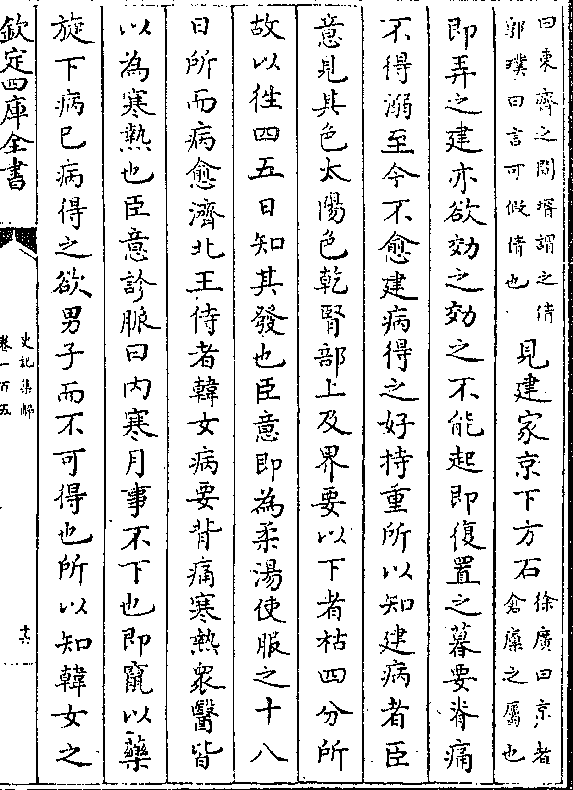 曰東齊之間壻謂之倩
郭璞曰言可假倩也
見建家京下方石
徐廣曰京者
倉廩之屬也
即弄之建亦欲効之効之不能起即復置之暮要脊痛
不得溺至今不愈建病得之好持重所以知建病者臣
意見其色太陽色乾腎部上及界要以下者枯四分所
故以徃四五日知其發也臣意即為柔湯使服之十八
日所而病愈濟北王侍者韓女病要背痛寒熱衆醫皆
以為寒熱也臣意診脈曰内寒月事不下也即竄以藥
旋下病已病得之欲男子而不可得也所以知韓女之
欽定四庫全書
史記集解
卷一百五
十六